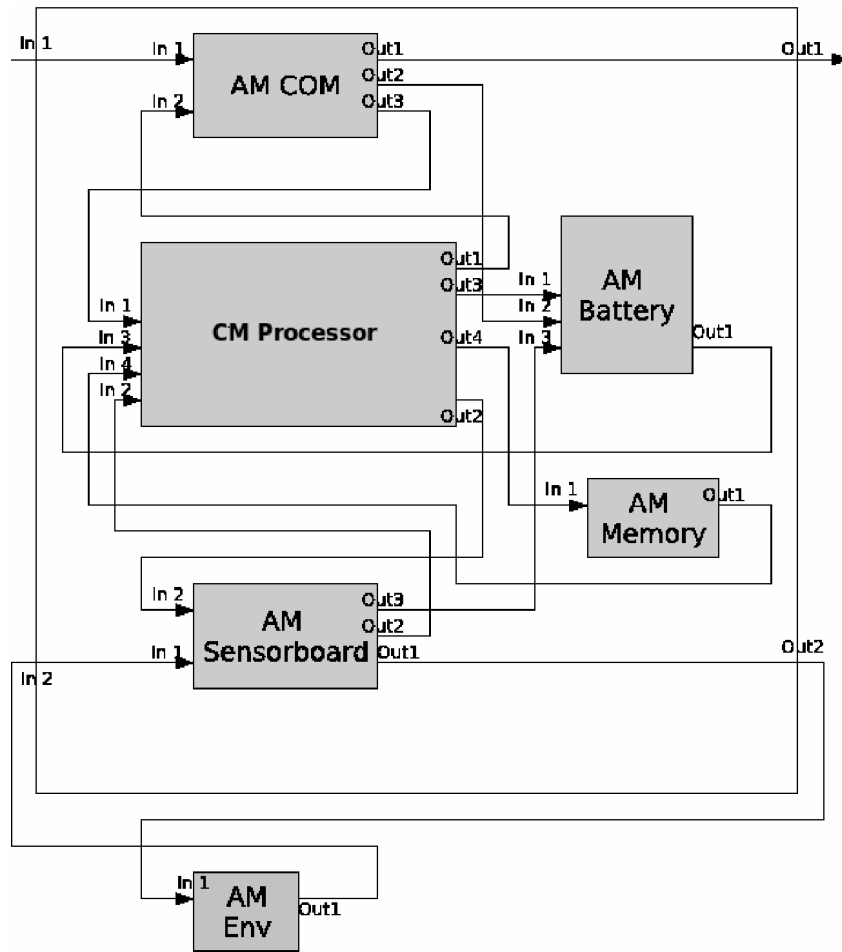 In 1
In 1
Out1
Out1
AM COM
Out2
In 2
Out3
Out1
Out3
In 1
AM
Battery
In 2
In 1
CM Processor
In 3
Out4
In 3
Out1
In 4
In 2
Out2
In 1
AM
Memory
Out1
In 2
Out3
AM
Sensorboard
Out2
In 1
Out1
Out2
In 2
In 1
AM
Env
Out1